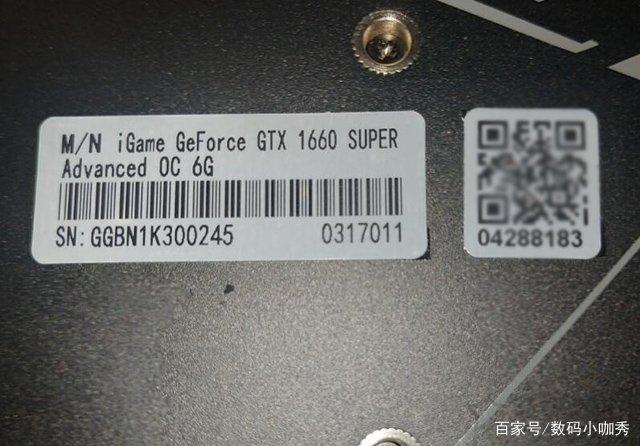 M/N iGame GeForce GTX 1660 SUPER
Advanced OC 6G
SN:GGBN1K300245 0317011
04288183
百家号/数码小咖秀